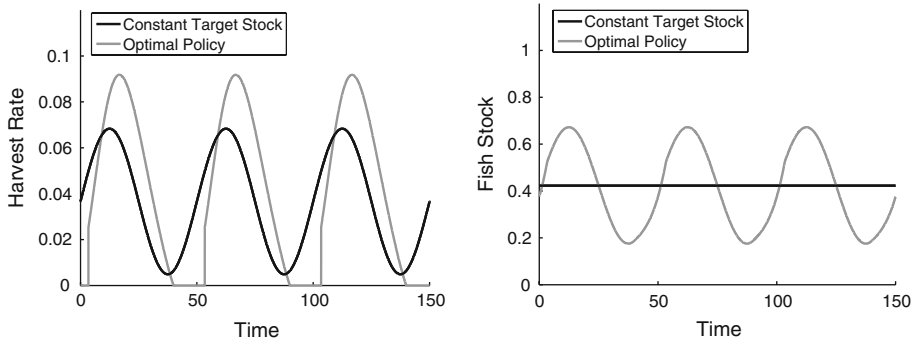 Constant Target Stock
Optimal Policy
0.1
0.08
0.06
0.04
0.02
0
Harvest Rate
0
50
100
150
Time
Constant Target Stock
Optimal Policy
1
0.8
0.6
0.4
0.2
0
Fish Stock
0
50
100
150
Time